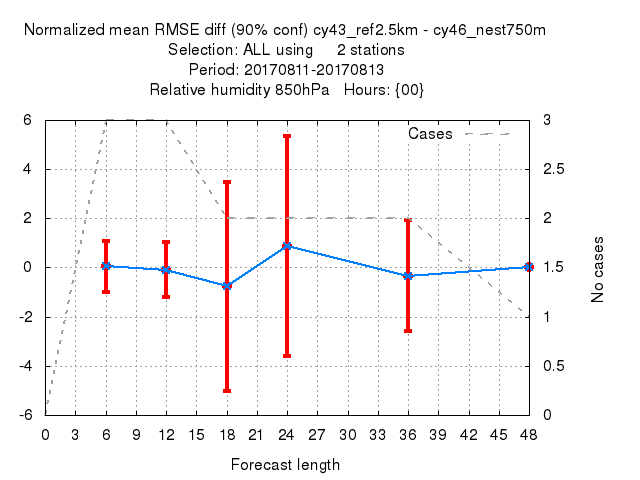 Normalized mean RMSE diff (90% conf) cy43_ref2.5km - cy46_nest750m
Selection: ALL using 2 stations
Period: 20170811-20170813
Relative humidity 850hPa Hours: {00}
Cases
6
4
2
0
-2
-4
-6
3
2.5
2
1.5
1
0.5
0
No cases
0 3 6 9 12 15 18 21 24 27 30 33 36 39 42 45 48
Forecast length